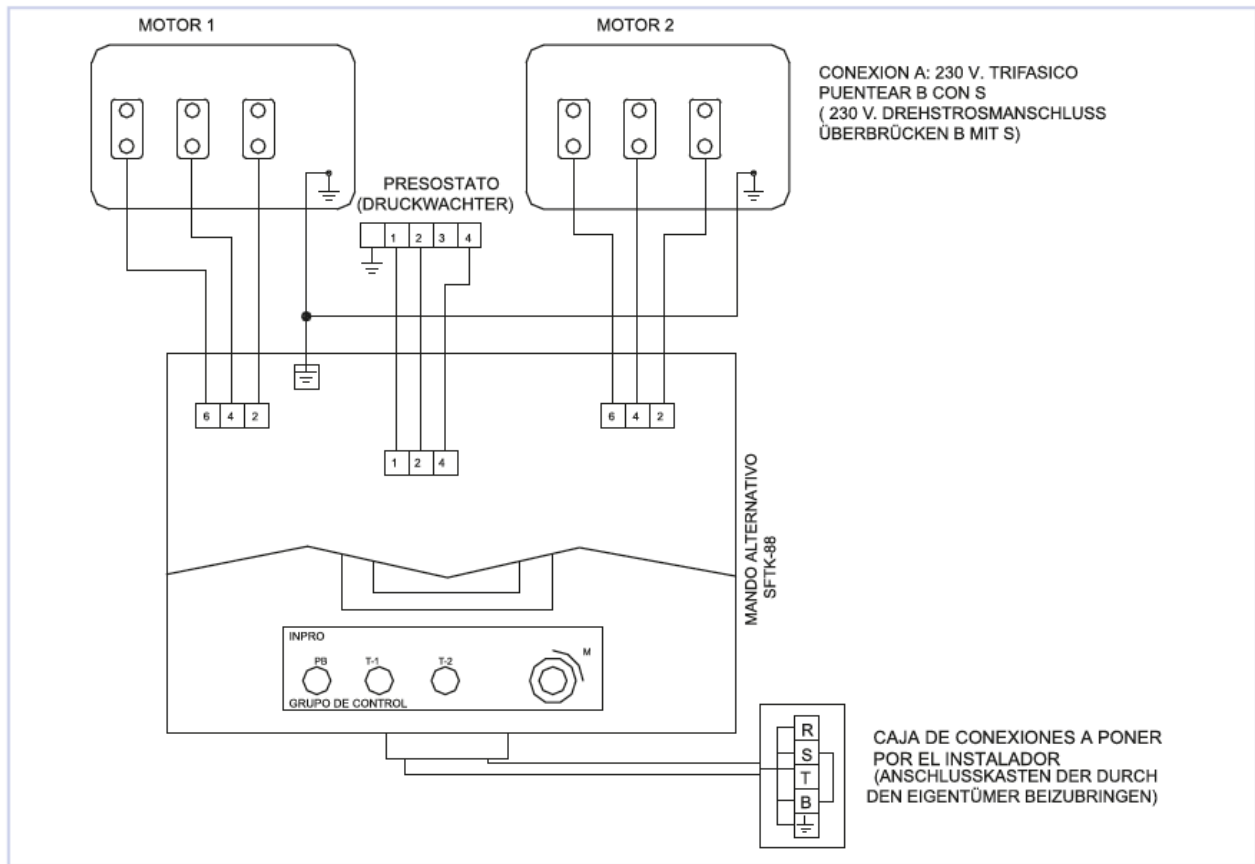 MOTOR 1
MOTOR 2
CONEXION A: 230 V. TRIFASICO
PUENTEAR B CON S
( 230 V. DREHSTROSMANSCHLUSS
ÜBERBRÜCKEN B MIT S)
PRESOSTATO
(DRUCKWACHTER)
1 2 3 4
6 4 2
6 4 2
1 2 4
MANDO ALTERNATIVO
SFTK-88
INPRO
PB T-1 T-2 M
GRUPO DE CONTROL
R
S
T
B
CAJA DE CONEXIONES A PONER
POR EL INSTALADOR
(ANSCHLUSSKASTEN DER DURCH
DEN EIGENTÜMER BEIZUBRINGEN)